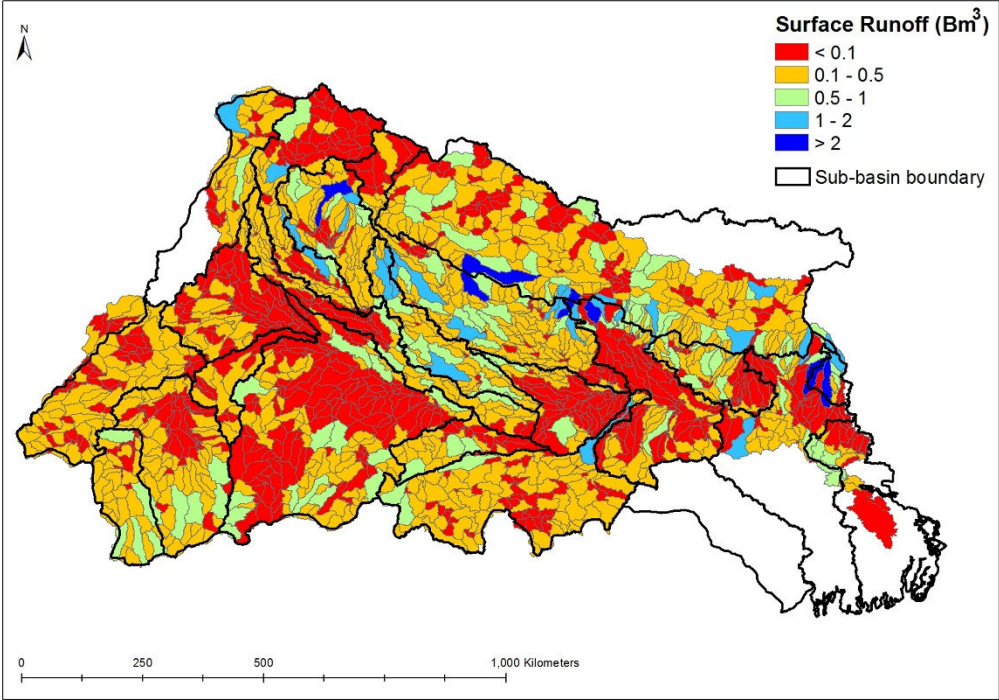 N
Surface Runoff (Bm³)
< 0.1
0.1 - 0.5
0.5 - 1
1 - 2
> 2
Sub-basin boundary
0 250 500 1,000 Kilometers